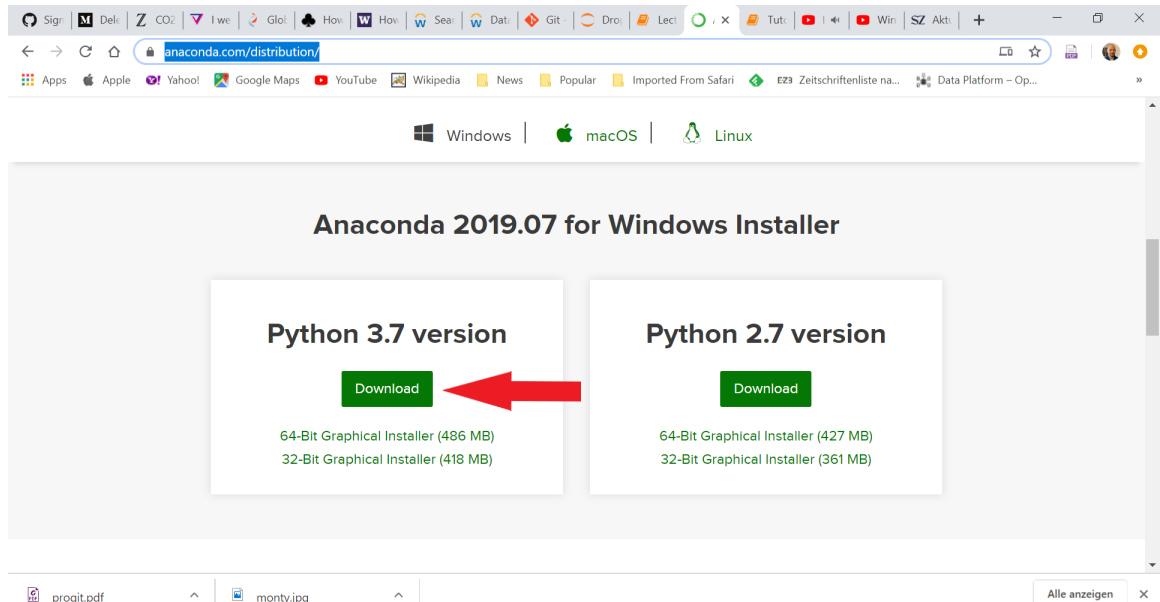 Sign Dele CO2 I we Glol How How Sear Data Git - Drop Lect Tuto Win SZ Aktu
anaconda.com/distribution/
Apps Apple Yahoo! Google Maps YouTube Wikipedia News Popular Imported From Safari EZ3 Zeitschriftenliste na... Data Platform – Op... »
Windows macOS Linux
Anaconda 2019.07 for Windows Installer
Python 3.7 version
Download
64-Bit Graphical Installer (486 MB)
32-Bit Graphical Installer (418 MB)
Python 2.7 version
Download
64-Bit Graphical Installer (427 MB)
32-Bit Graphical Installer (361 MB)
progit.pdf monty.jpg Alle anzeigen